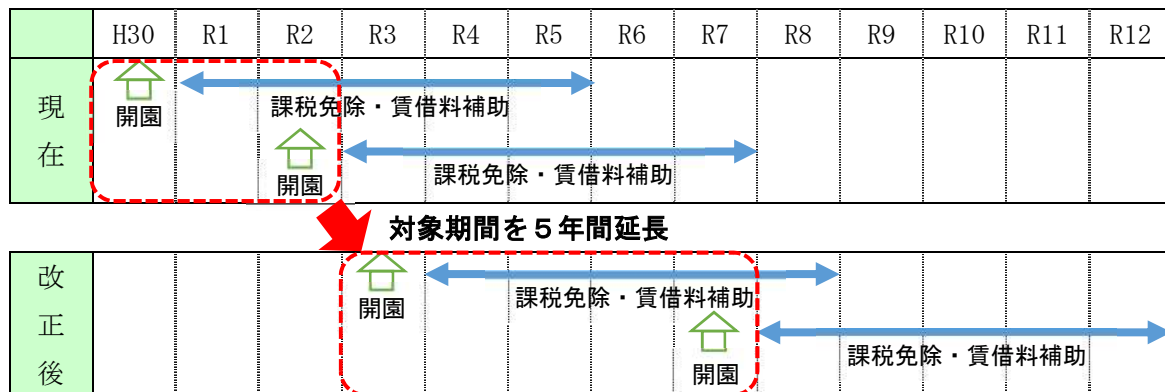 H30 R1 R2 R3 R4 R5 R6 R7 R8 R9 R10 R11 R12
現在
開園
課税免除・賃借料補助
開園
課税免除・賃借料補助
対象期間を５年間延長
改正後
開園
課税免除・賃借料補助
開園
課税免除・賃借料補助